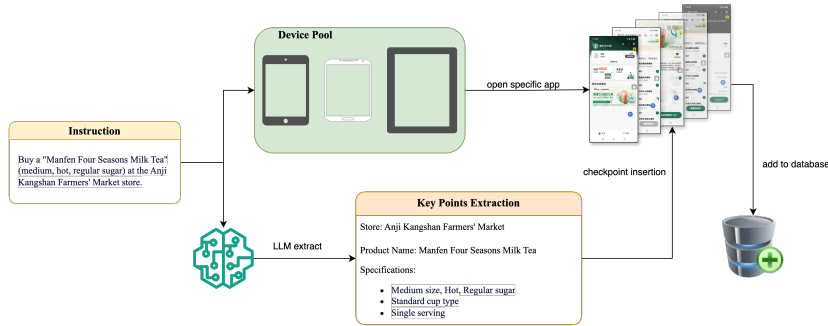 Device Pool
open specific app
Instruction
Buy a "Manfen Four Seasons Milk Tea"
(medium, hot, regular sugar) at the Anji
Kangshan Farmers' Market store.
checkpoint insertion
add to database
LLM extract
Key Points Extraction
Store: Anji Kangshan Farmers' Market
Product Name: Manfen Four Seasons Milk Tea
Specifications:
• Medium size, Hot, Regular sugar
• Standard cup type
• Single serving